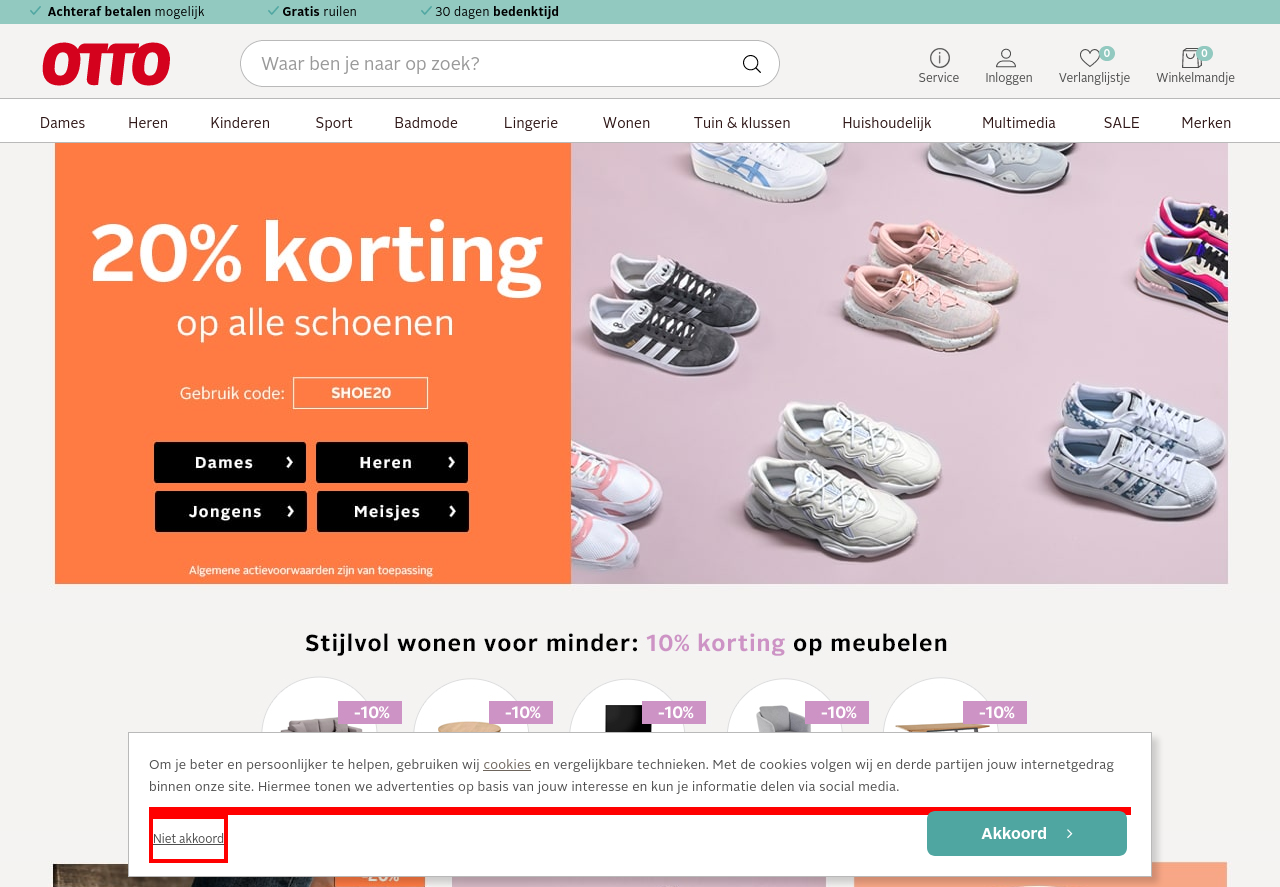 Achteraf betalen mogelijk
Gratis ruilen
30 dagen bedenktijd
OTTO
Waar ben je naar op zoek?
0
0
Service
Inloggen
Verlanglijstje
Winkelmandje
Dames
Heren
Kinderen
Sport
Badmode
Lingerie
Wonen
Tuin & klussen
Huishoudelijk
Multimedia
SALE
Merken
20% korting
op alle schoenen
Gebruik code:
SHOE20
Dames
Heren
Jongens
Meisjes
Algemene actievoorwaarden zijn van toepassing
Stijlvol wonen voor minder: 10% korting op meubelen
-10%
-10%
-10%
-10%
-10%
Om je beter en persoonlijker te helpen, gebruiken wij cookies en vergelijkbare technieken. Met de cookies volgen wij en derde partijen jouw internetgedrag
binnen onze site. Hiermee tonen we advertenties op basis van jouw interesse en kun je informatie delen via social media.
Niet akkoord
Akkoord
-20%